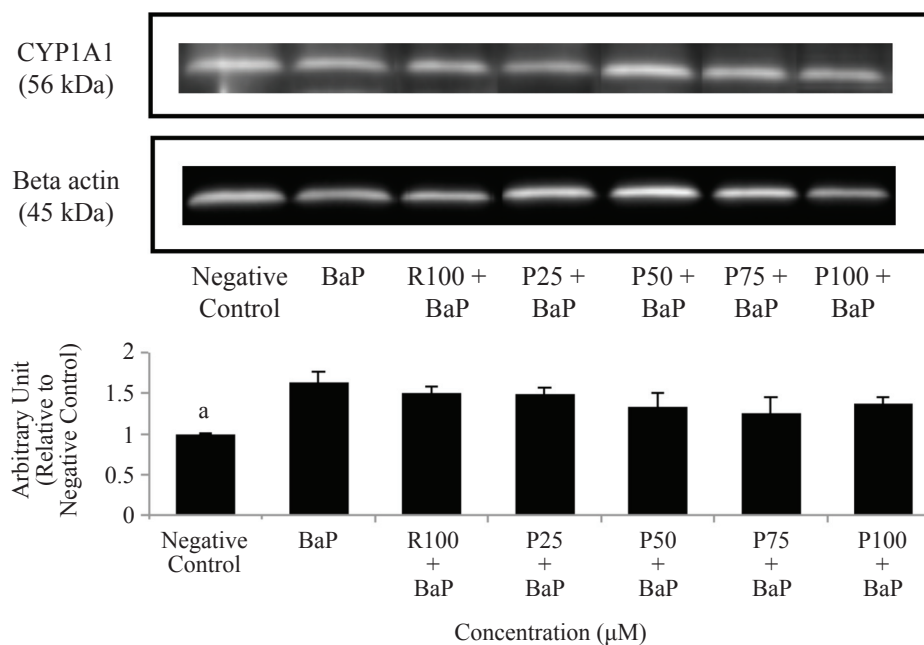 CYP1A1
(56 kDa)
Beta actin
(45 kDa)
Negative Control
BaP
R100 + BaP
P25 + BaP
P50 + BaP
P75 + BaP
P100 + BaP
Arbitrary Unit
(Relative to
Negative Control)
2
1.5
1
0.5
0
a
Negative Control
BaP
R100 + BaP
P25 + BaP
P50 + BaP
P75 + BaP
P100 + BaP
Concentration (μM)